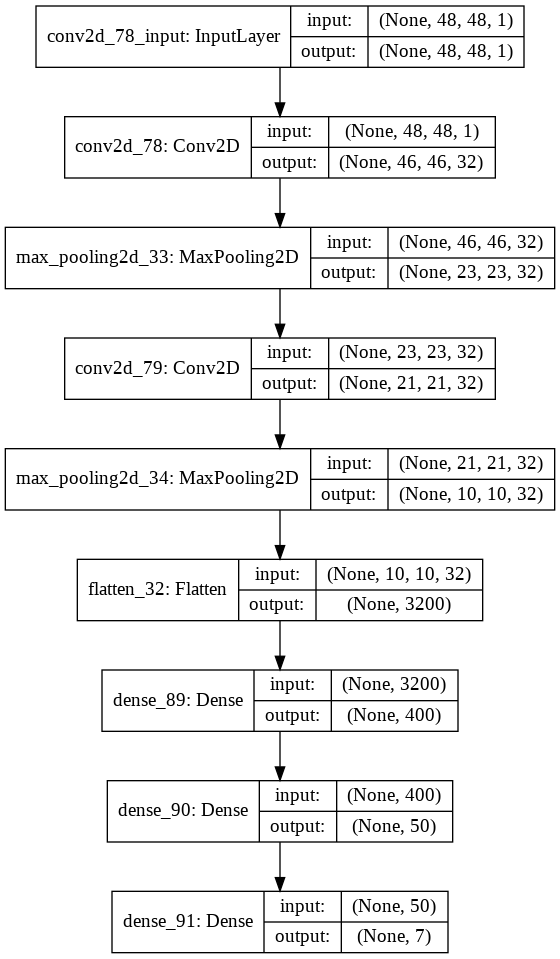 conv2d_78_input: InputLayer
input: (None, 48, 48, 1)
output: (None, 48, 48, 1)
conv2d_78: Conv2D
input: (None, 48, 48, 1)
output: (None, 46, 46, 32)
max_pooling2d_33: MaxPooling2D
input: (None, 46, 46, 32)
output: (None, 23, 23, 32)
conv2d_79: Conv2D
input: (None, 23, 23, 32)
output: (None, 21, 21, 32)
max_pooling2d_34: MaxPooling2D
input: (None, 21, 21, 32)
output: (None, 10, 10, 32)
flatten_32: Flatten
input: (None, 10, 10, 32)
output: (None, 3200)
dense_89: Dense
input: (None, 3200)
output: (None, 400)
dense_90: Dense
input: (None, 400)
output: (None, 50)
dense_91: Dense
input: (None, 50)
output: (None, 7)